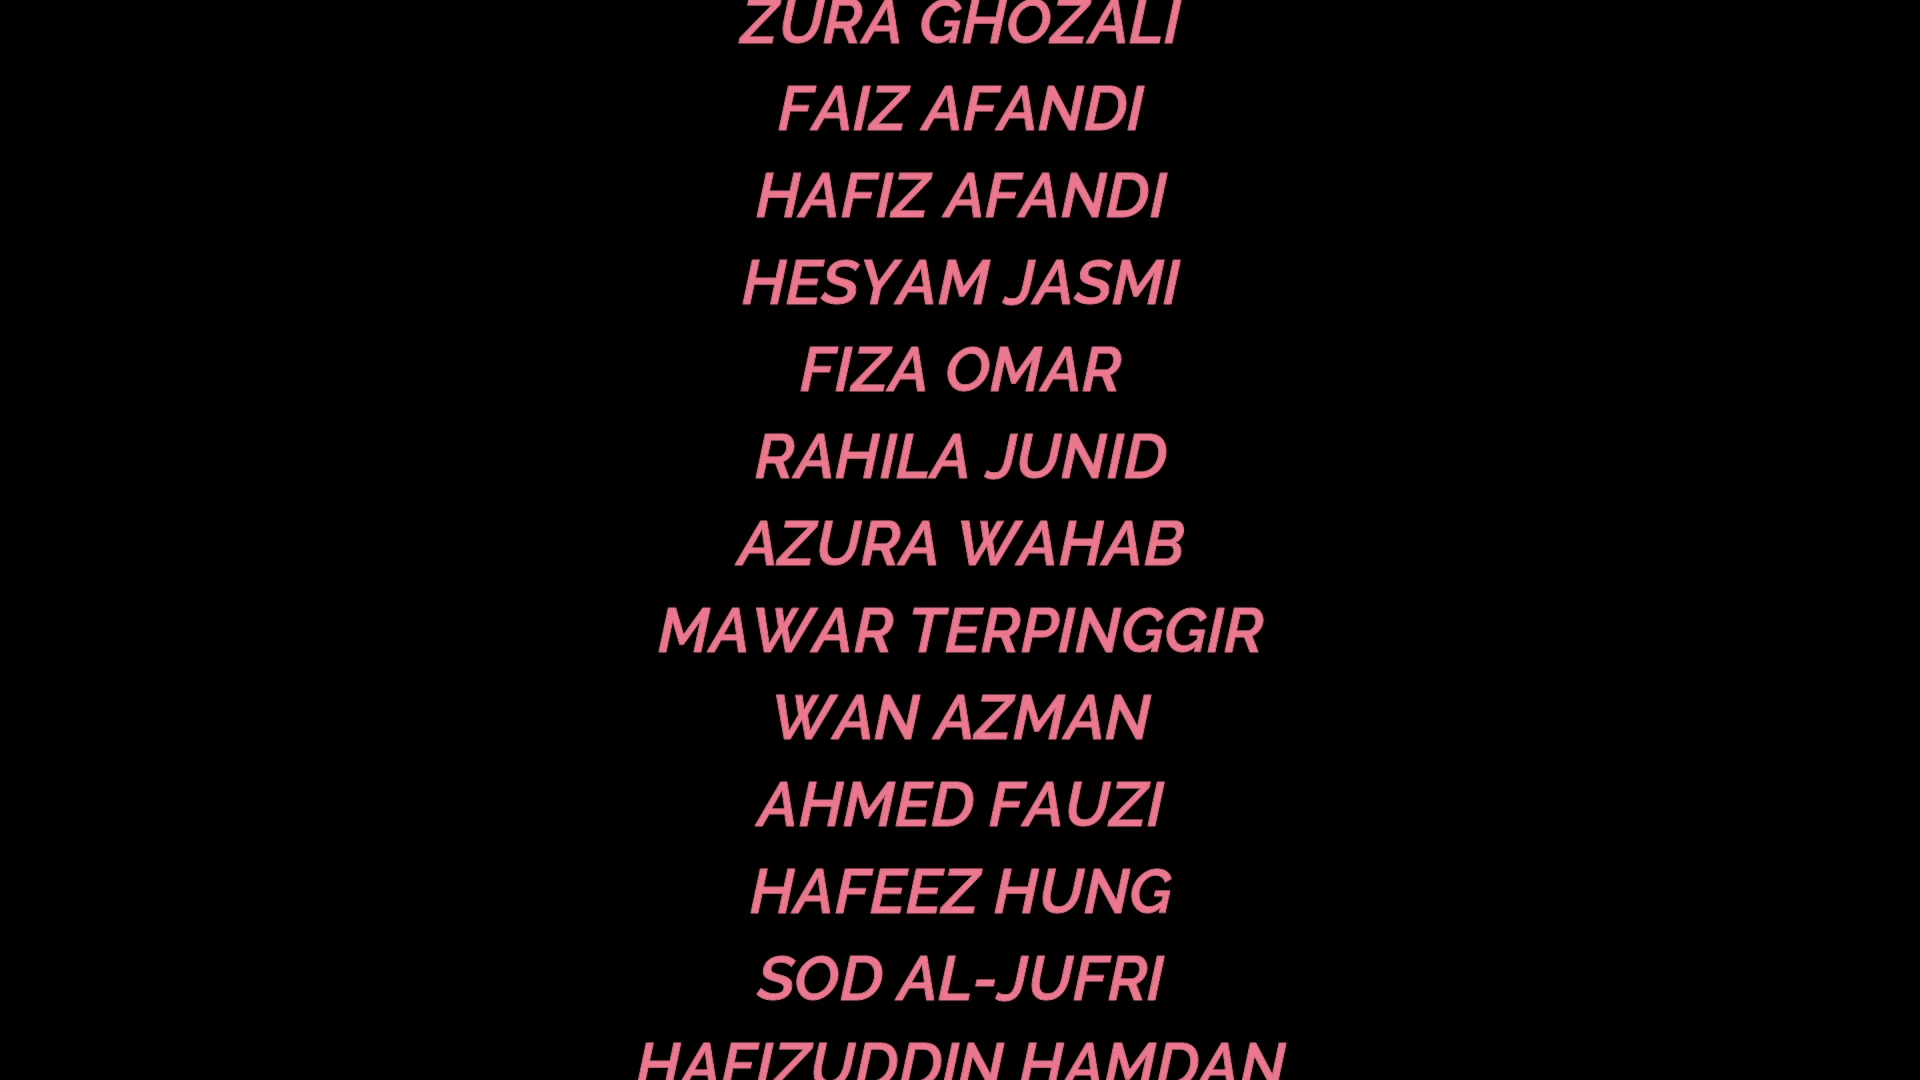 ZURA GHOZALI
FAIZ AFANDI
HAFIZ AFANDI
HESYAM JASMI
FIZA OMAR
RAHILA JUNID
AZURA WAHAB
MAWAR TERPINGGIR
WAN AZMAN
AHMED FAUZI
HAFEEZ HUNG
SOD AL-JUFRI
HAFIZUDDIN HAMDAN